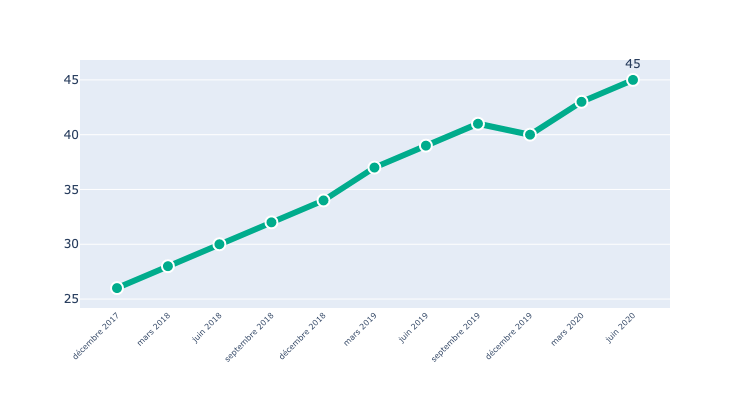 45
45
40
35
30
25
décembre 2017
mars 2018
juin 2018
septembre 2018
décembre 2018
mars 2019
juin 2019
septembre 2019
décembre 2019
mars 2020
juin 2020